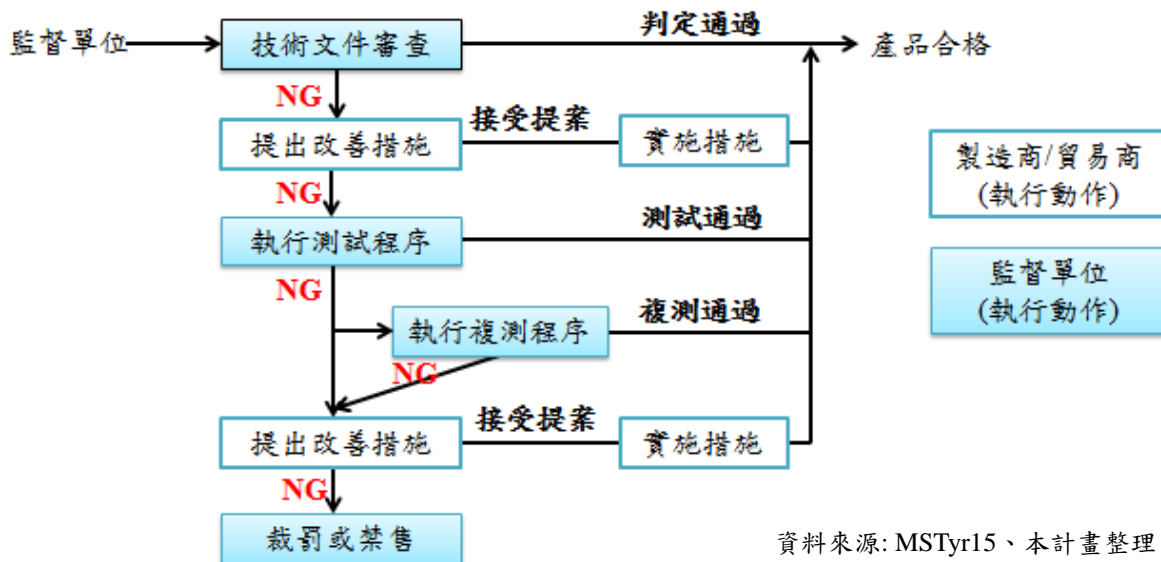 監督單位
技術文件審查
判定通過
產品合格
NG
提出改善措施
接受提案
實施措施
製造商/貿易商
(執行動作)
NG
執行測試程序
測試通過
監督單位
(執行動作)
NG
執行複測程序
複測通過
NG
提出改善措施
接受提案
實施措施
NG
裁罰或禁售
資料來源: MSTyr15、本計畫整理